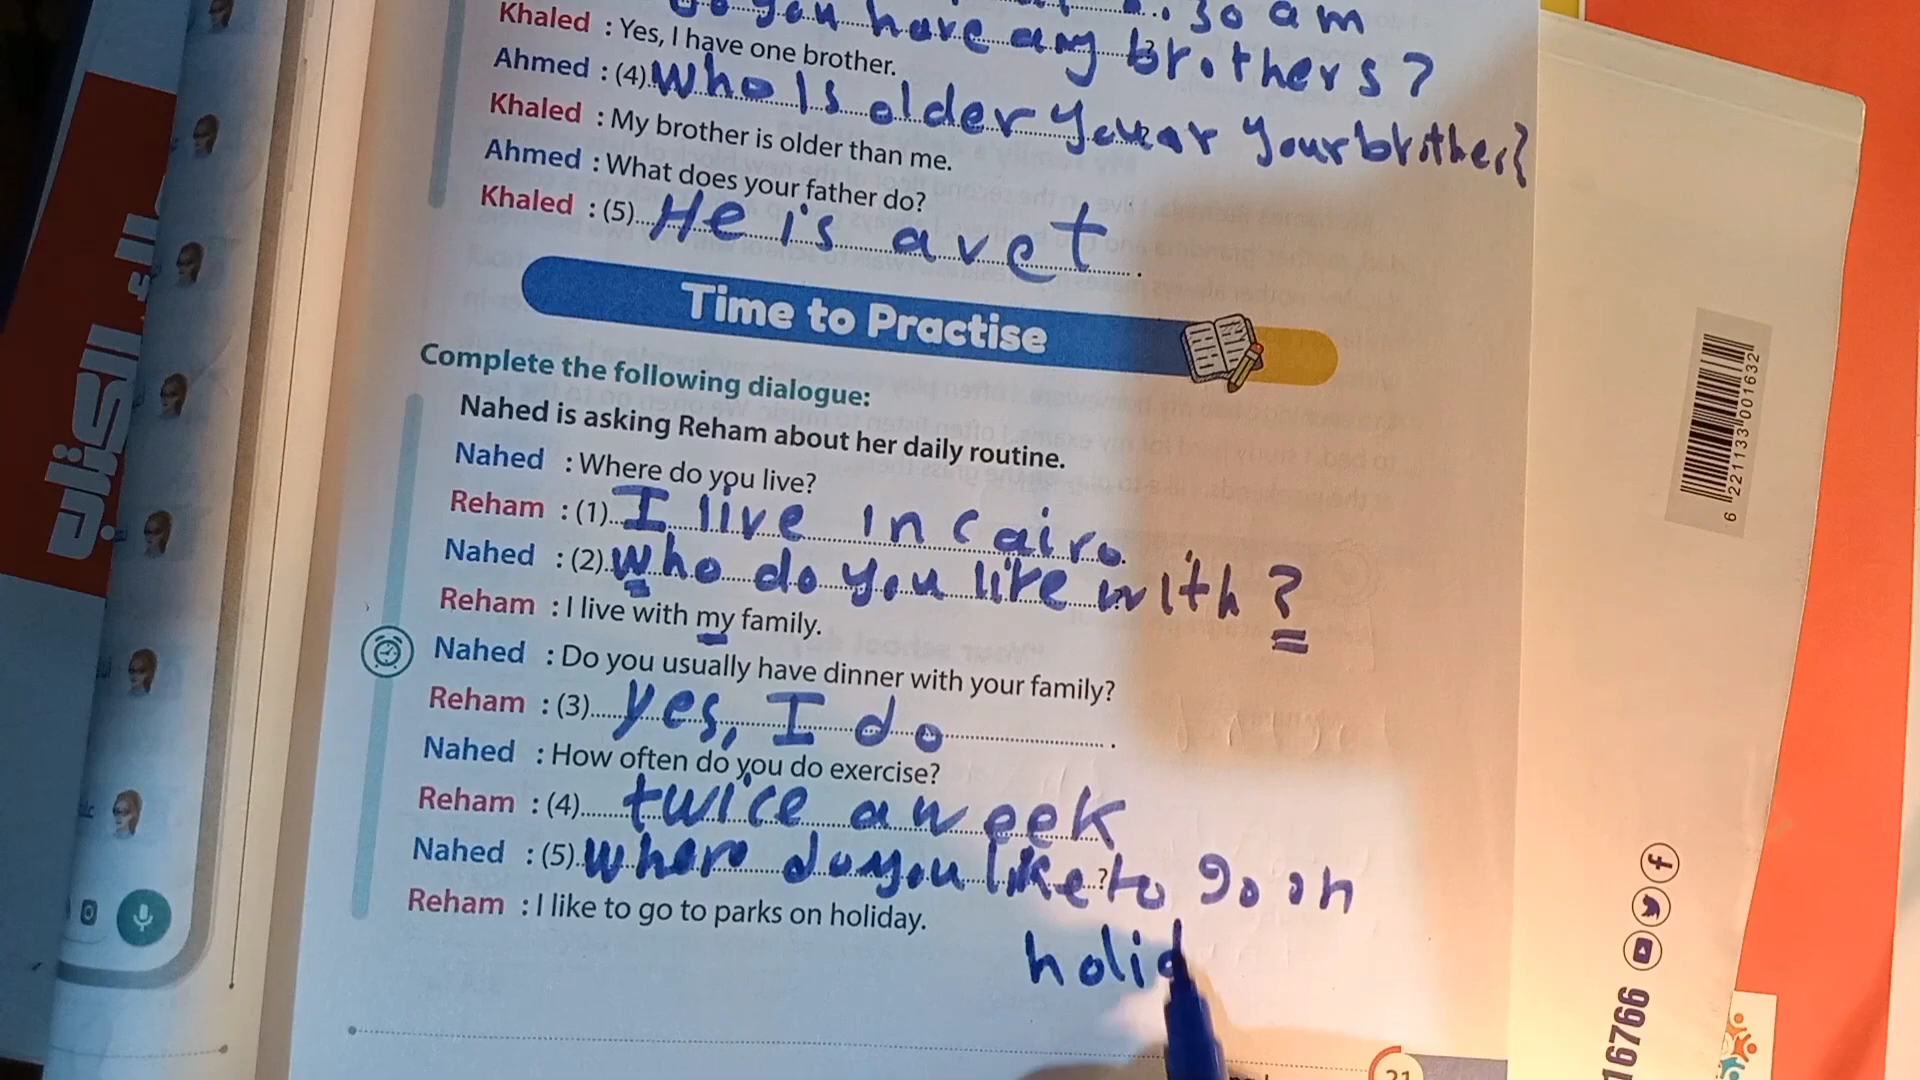 .30 am
Do you have any brothers?
Khaled : Yes, I have one brother.
Ahmed : (4) Who Is older your brother?
Khaled : My brother is older than me.
Ahmed : What does your father do?
Khaled : (5) He is a vet.
Time to Practise
Complete the following dialogue:
Nahed is asking Reham about her daily routine.
Nahed : Where do you live?
Reham : (1) I live in Cairo.
Nahed : (2) who do you live with ?
Reham : I live with my family.
Nahed : Do you usually have dinner with your family?
Reham : (3) yes, I do .
Nahed : How often do you do exercise?
Reham : (4) twice a week
Nahed : (5) where do you like ? to go on
holid
Reham : I like to go to parks on holiday.
21
6 221133 001632
16766